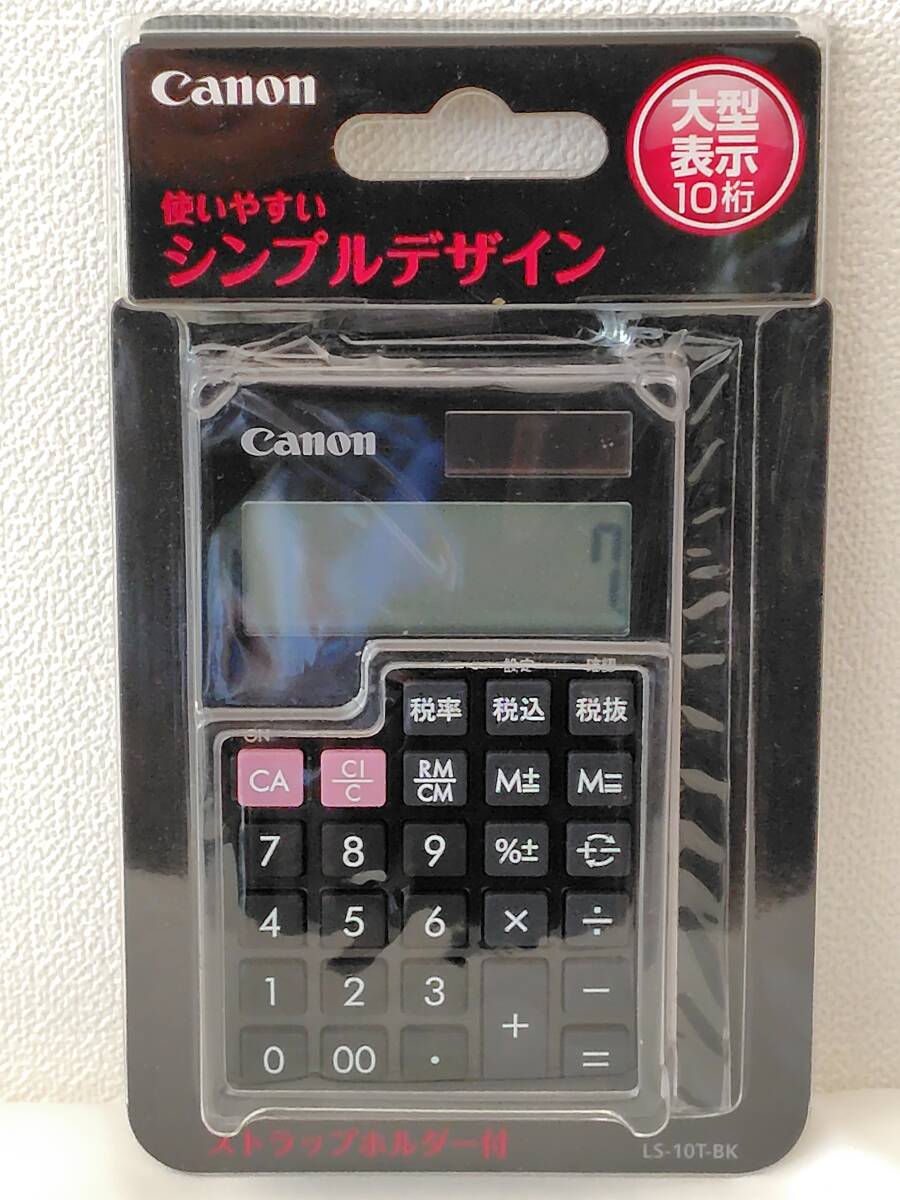 Canon
大型
表示
10桁
使いやすい
シンプルデザイン
Canon
設定
税率 税込 税抜
ON
CA CI/C RM/CM M± M=
7 8 9 %±
4 5 6 × ÷
1 2 3 + −
0 00 · =
ストラップホルダー付
LS-10T-BK